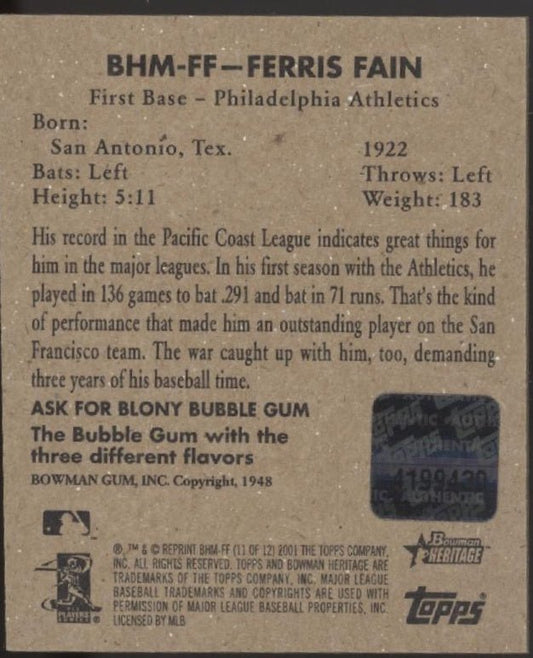 BHM-FF—FERRIS FAIN
First Base – Philadelphia Athletics
Born:
San Antonio, Tex. 1922
Bats: Left Throws: Left
Height: 5:11 Weight: 183
His record in the Pacific Coast League indicates great things for
him in the major leagues. In his first season with the Athletics, he
played in 136 games to bat .291 and bat in 71 runs. That's the kind
of performance that made him an outstanding player on the San
Francisco team. The war caught up with him, too, demanding
three years of his baseball time.
ASK FOR BLONY BUBBLE GUM
The Bubble Gum with the
three different flavors
BOWMAN GUM, INC. Copyright, 1948
TOPPS
AUTHENTIC
®, ™ & © REPRINT BHM-FF (11 OF 12) 2001 THE TOPPS COMPANY,
INC. ALL RIGHTS RESERVED. TOPPS AND BOWMAN HERITAGE ARE
TRADEMARKS OF THE TOPPS COMPANY, INC. MAJOR LEAGUE
BASEBALL TRADEMARKS AND COPYRIGHTS ARE USED WITH
PERMISSION OF MAJOR LEAGUE BASEBALL PROPERTIES, INC.
LICENSED BY MLB
Bowman
HERITAGE
Topps